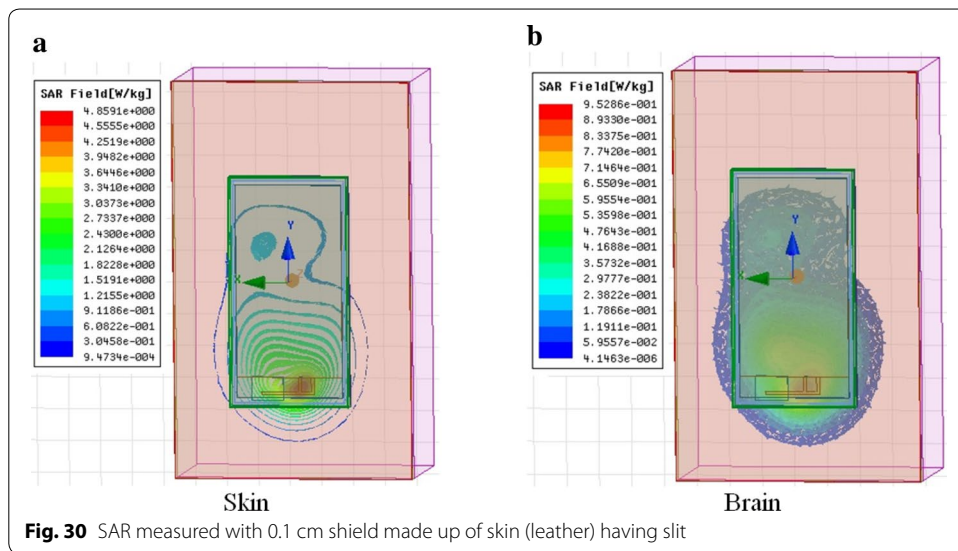 a
SAR Field[W/kg]
4.8591e+000
4.5555e+000
4.2519e+000
3.9482e+000
3.6446e+000
3.3410e+000
3.0373e+000
2.7337e+000
2.4300e+000
2.1264e+000
1.8228e+000
1.5191e+000
1.2155e+000
9.1186e-001
6.0822e-001
3.0458e-001
9.4734e-004
Y
X
Skin
b
SAR Field[W/kg]
9.5286e-001
8.9330e-001
8.3375e-001
7.7420e-001
7.1464e-001
6.5509e-001
5.9554e-001
5.3598e-001
4.7643e-001
4.1688e-001
3.5732e-001
2.9777e-001
2.3822e-001
1.7866e-001
1.1911e-001
5.9557e-002
4.1463e-006
Y
X
Brain
Fig. 30 SAR measured with 0.1 cm shield made up of skin (leather) having slit